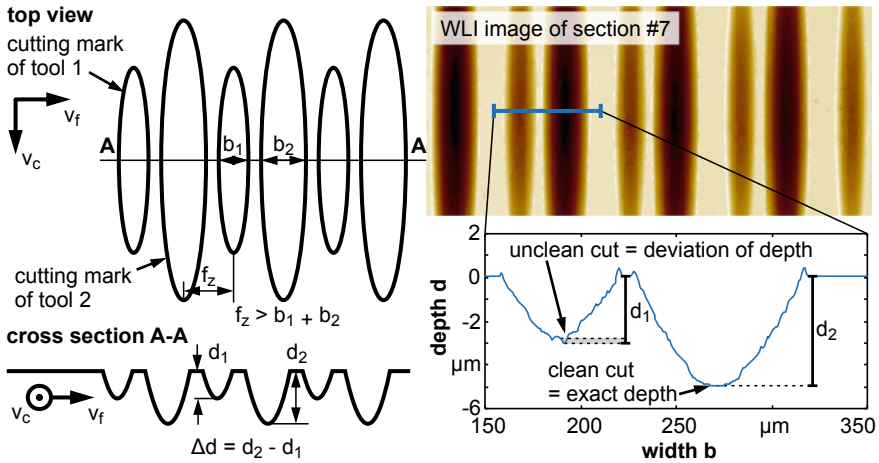 top view
cutting mark
of tool 1
v_f
v_c
A
A
b_1
b_2
cutting mark
of tool 2
f_z
f_z > b_1 + b_2
cross section A-A
d_1
d_2
v_c
v_f
Δd = d_2 - d_1
WLI image of section #7
2
0
-2
μm
-6
depth d
unclean cut = deviation of depth
d_1
d_2
clean cut
= exact depth
150
200
250
μm
350
width b